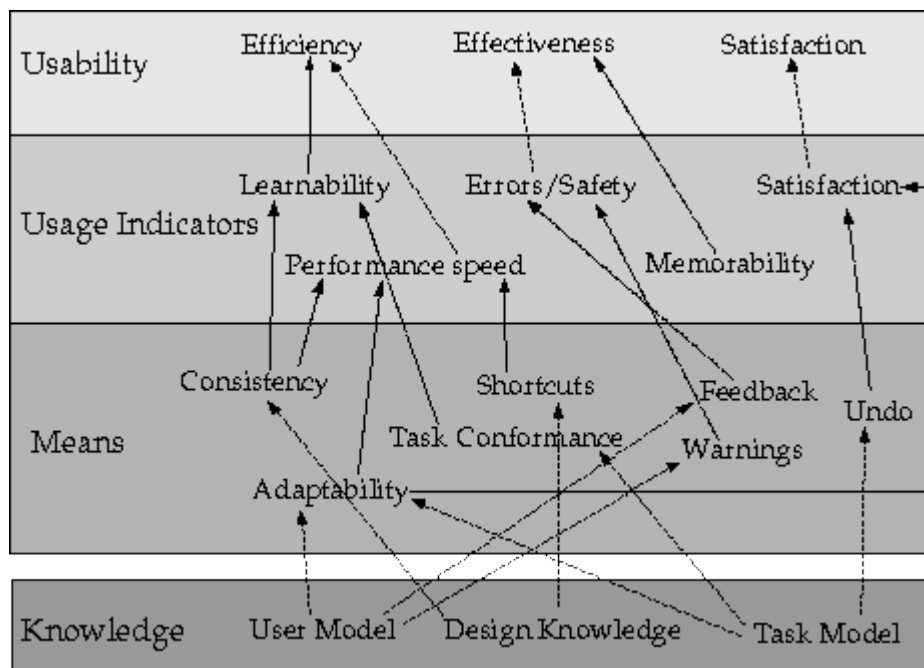 Usability
Efficiency
Effectiveness
Satisfaction
Usage Indicators
Learnability
Errors/Safety
Satisfaction
Performance speed
Memorability
Means
Consistency
Shortcuts
Feedback
Undo
Task Conformance
Warnings
Adaptability
Knowledge
User Model
Design Knowledge
Task Model